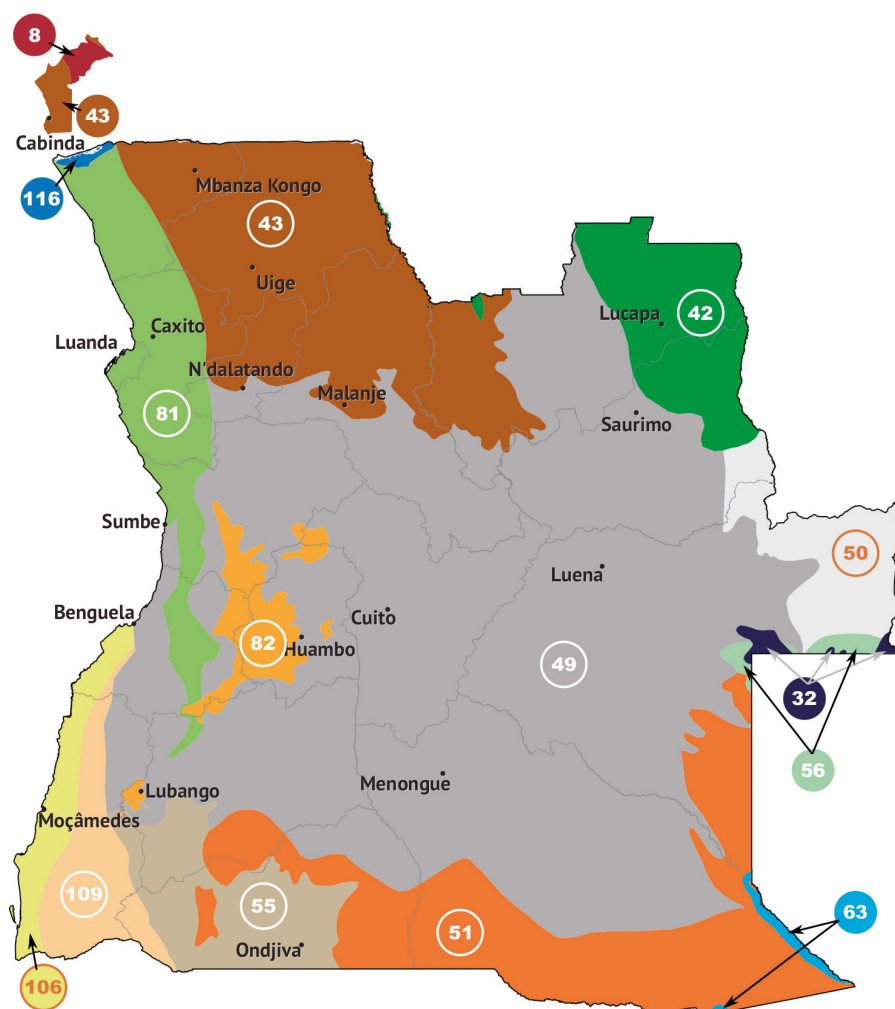 8
43
Cabinda
116
Mbanza Kongo
43
Uige
42
Lucapa
Caxito
Luanda
N'dalatando
Malanje
81
Saurimo
Sumbe
50
Luena
Benguela
Cuito
82
Huambo
49
32
56
Menongue
Lubango
Moçâmedes
109
55
63
51
Ondjiva
106